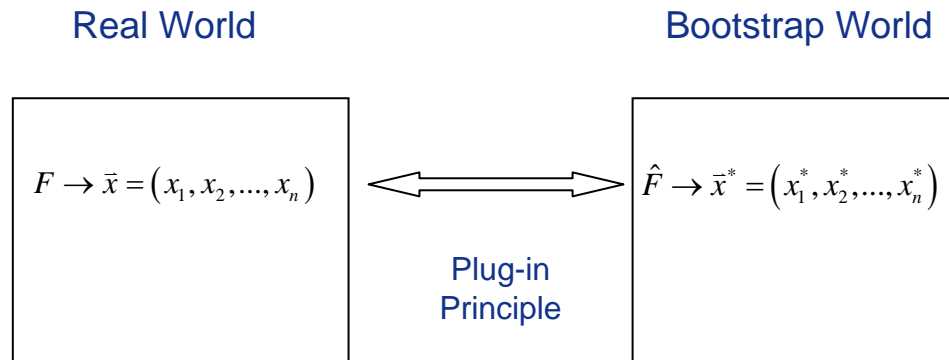 Real World
Bootstrap World
F → x̄ = (x₁, x₂, ..., xₙ)
F̂ → x̄* = (x₁*, x₂*, ..., xₙ*)
Plug-in
Principle